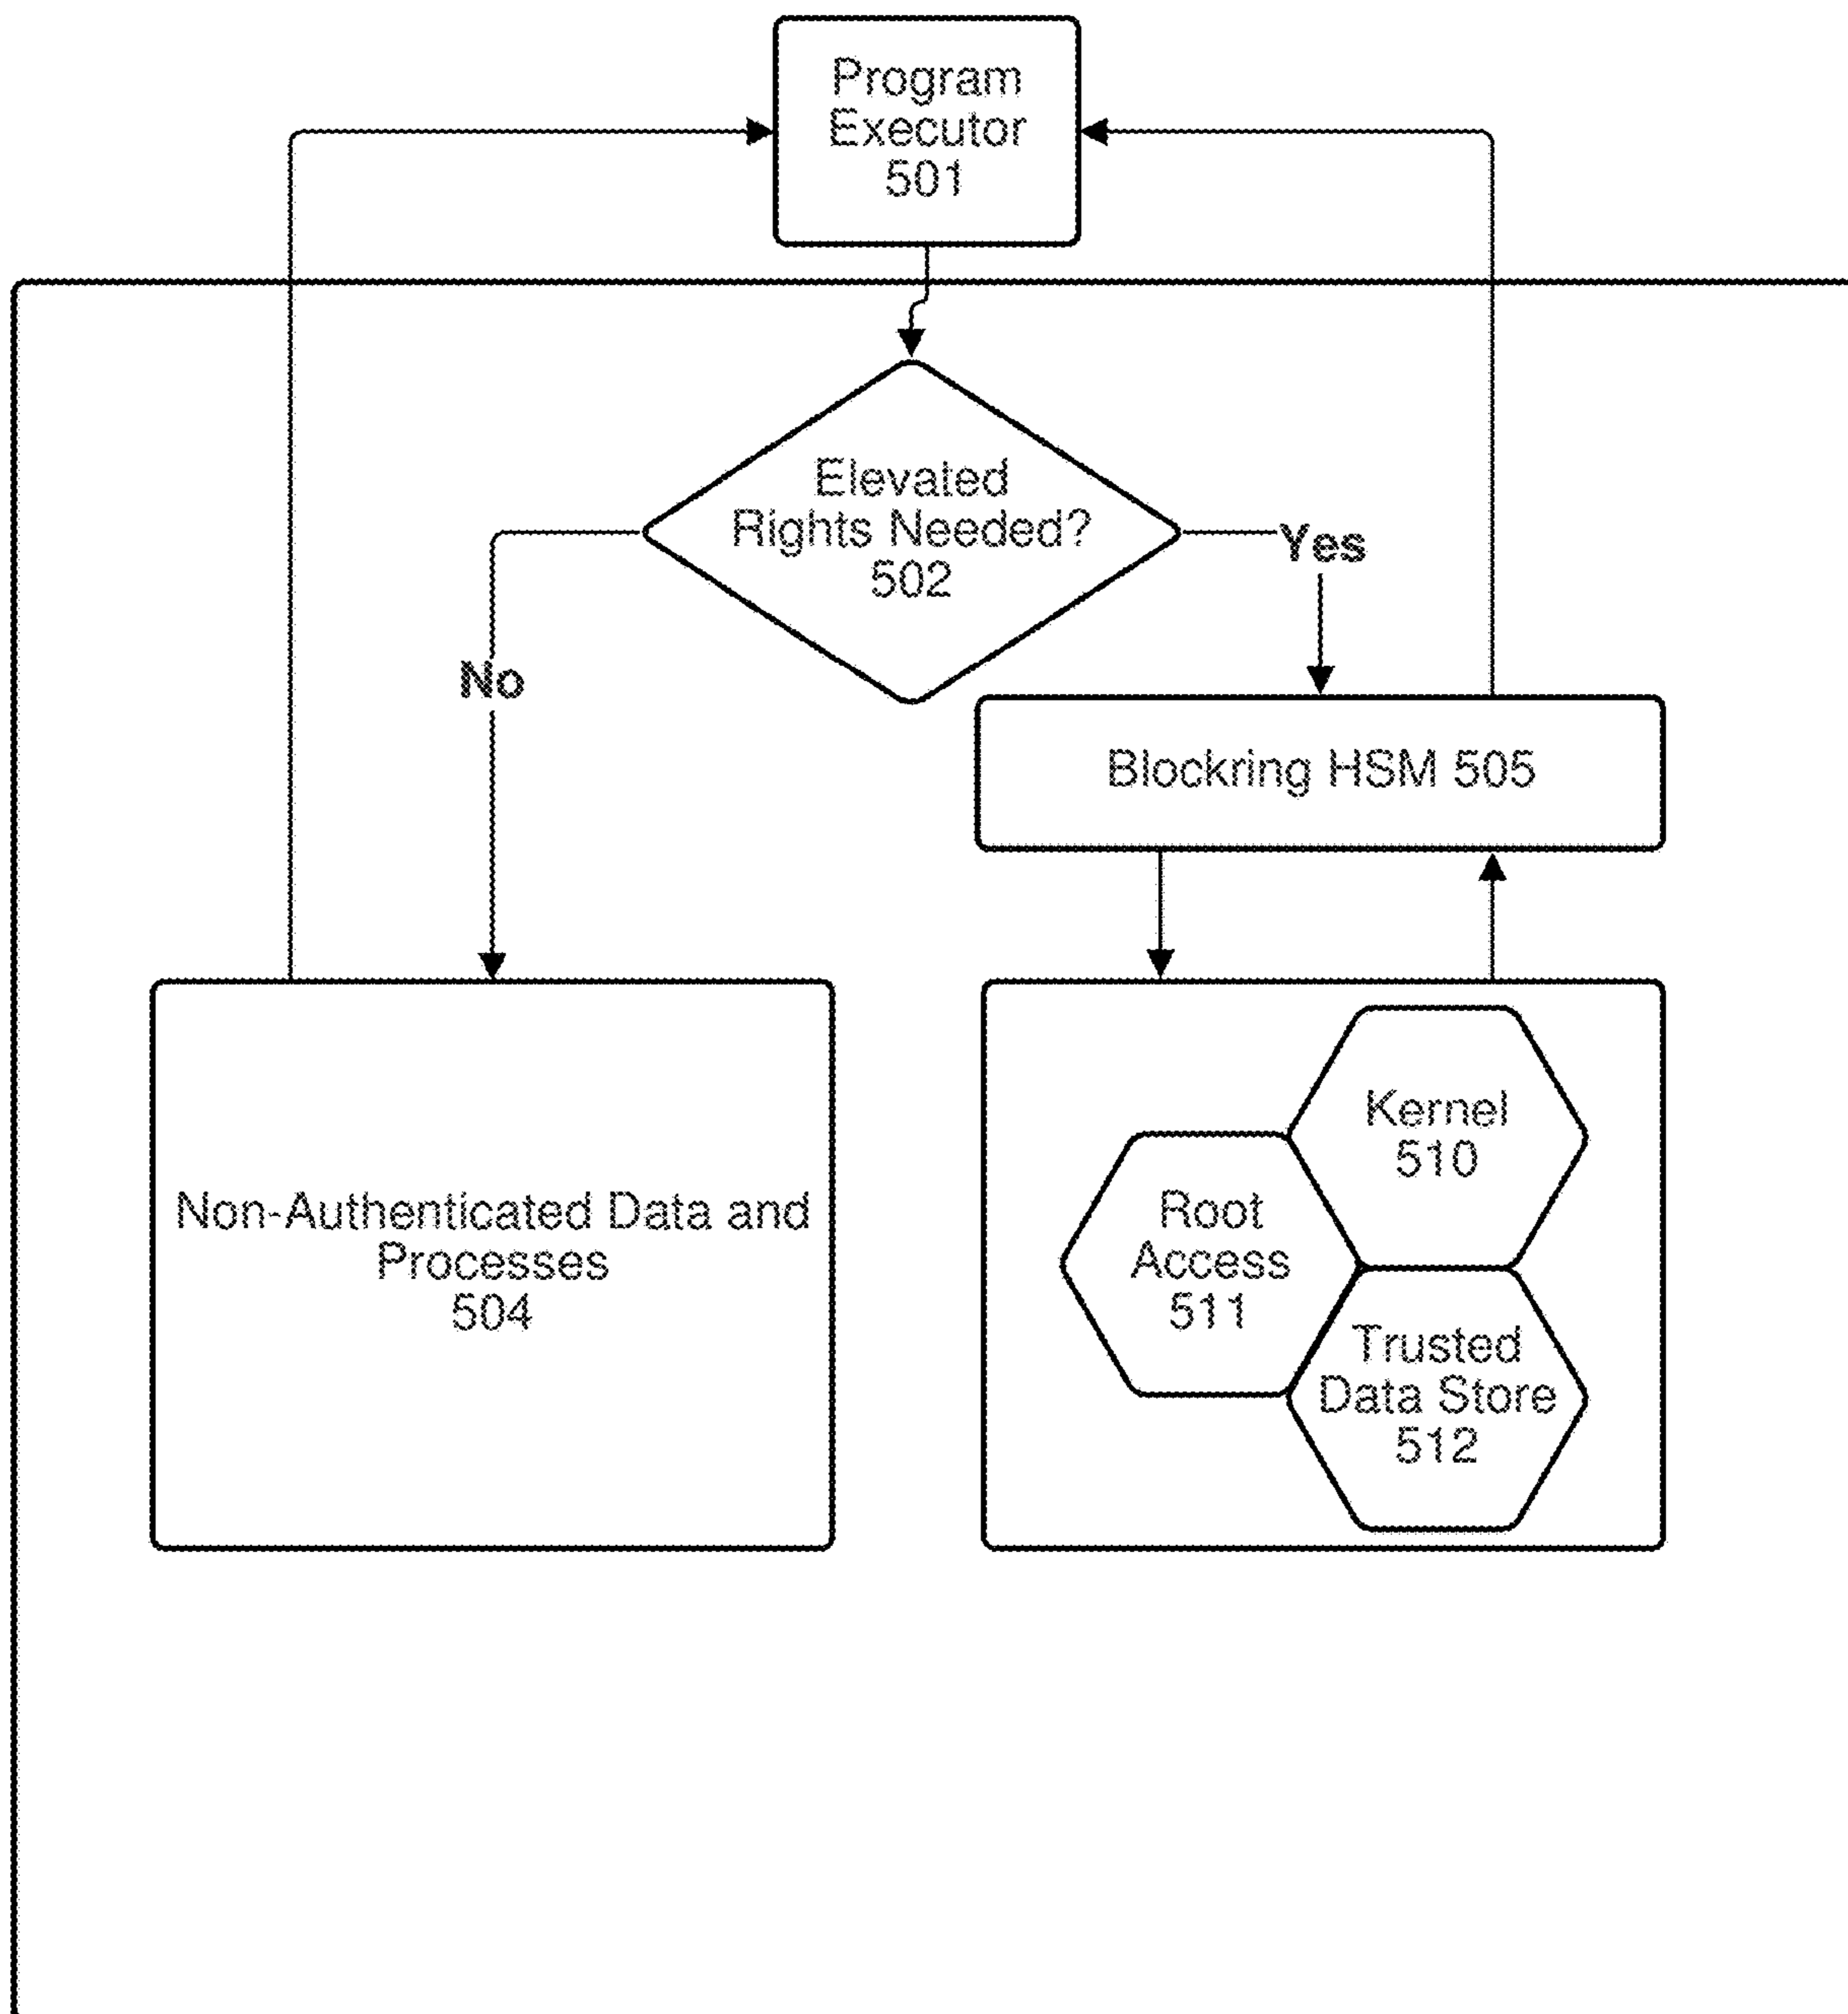 Program
Executor
501
Elevated
Rights Needed?
502
Yes
No
Blockring HSM 505
Non-Authenticated Data and
Processes
504
Kernel
510
Root
Access
511
Trusted
Data Store
512